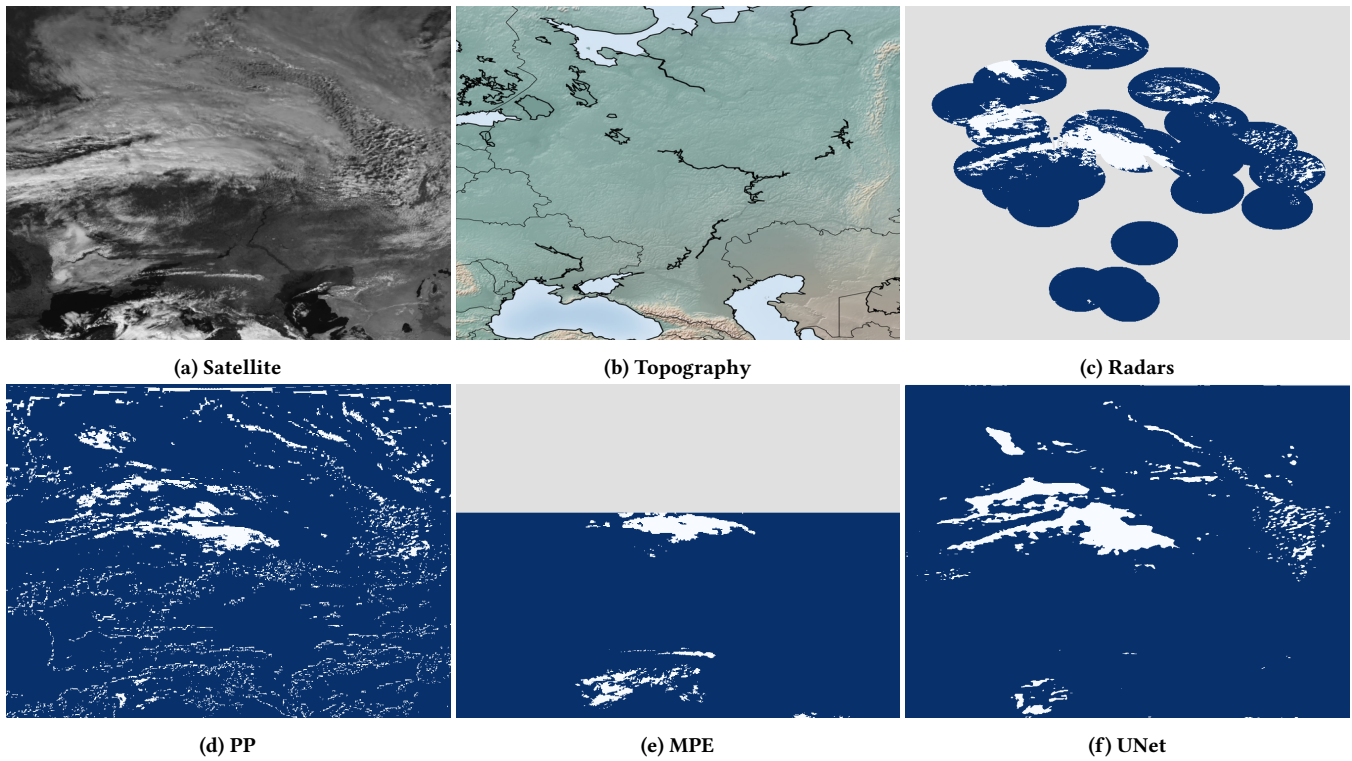 (a) Satellite
(b) Topography
(c) Radars
(d) PP
(e) MPE
(f) UNet